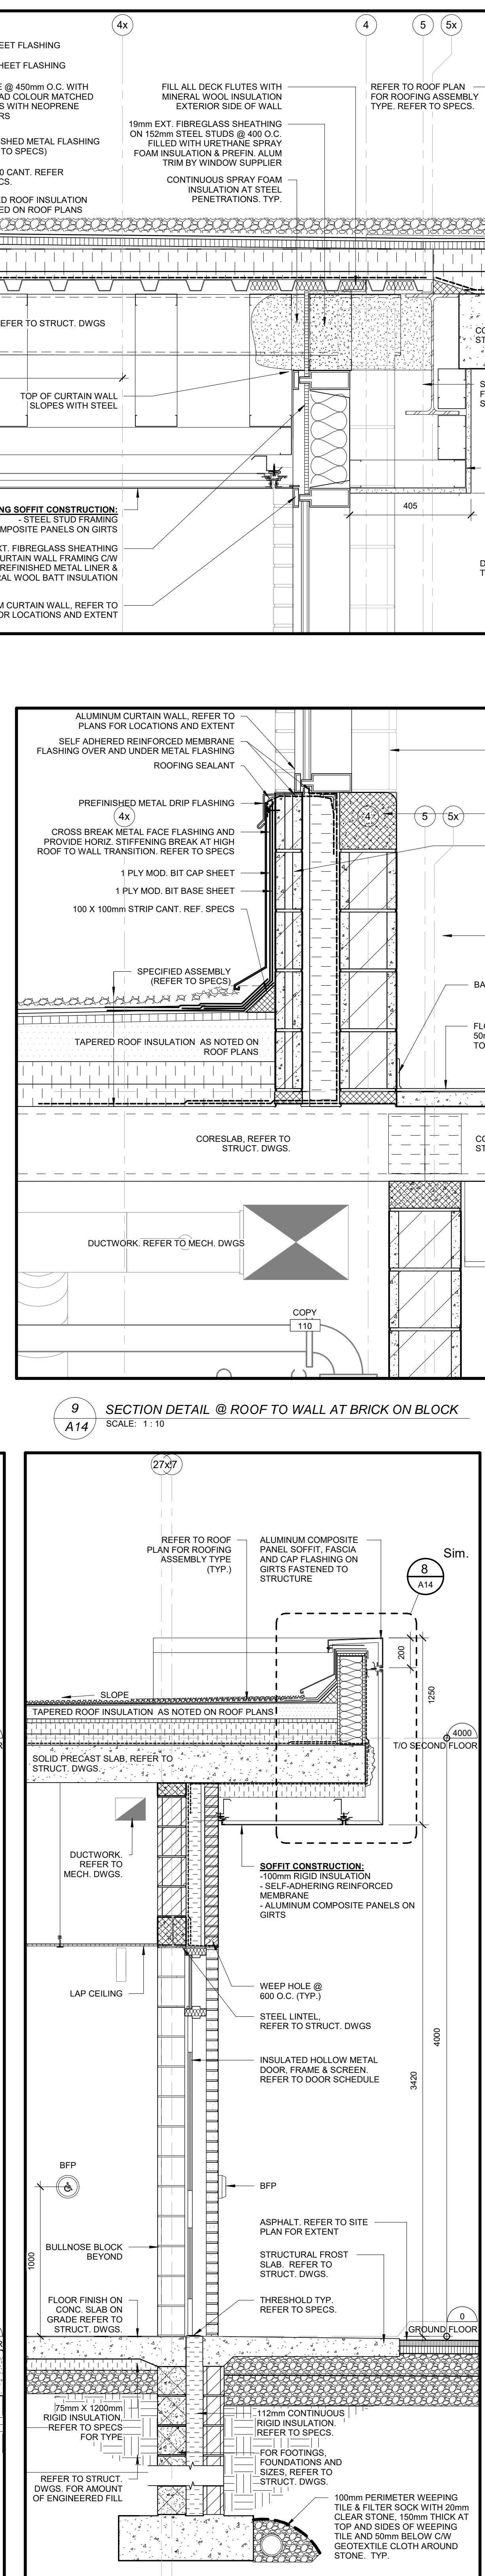 4x
4
5
5x
EET FLASHING
HEET FLASHING
E @ 450mm O.C. WITH
AD COLOUR MATCHED
S WITH NEOPRENE
ERS
SHED METAL FLASHING
TO SPECS)
0 CANT. REFER
CS.
ED ROOF INSULATION
ED ON ROOF PLANS
FILL ALL DECK FLUTES WITH
MINERAL WOOL INSULATION
EXTERIOR SIDE OF WALL
19mm EXT. FIBREGLASS SHEATHING
ON 152mm STEEL STUDS @ 400 O.C.
FILLED WITH URETHANE SPRAY
FOAM INSULATION & PREFIN. ALUM
TRIM BY WINDOW SUPPLIER
CONTINUOUS SPRAY FOAM
INSULATION AT STEEL
PENETRATIONS. TYP.
REFER TO ROOF PLAN
FOR ROOFING ASSEMBLY
TYPE. REFER TO SPECS.
EFER TO STRUCT. DWGS
CO
ST
TOP OF CURTAIN WALL
SLOPES WITH STEEL
S
F
S
NG SOFFIT CONSTRUCTION:
- STEEL STUD FRAMING
OMPOSITE PANELS ON GIRTS
405
XT. FIBREGLASS SHEATHING
URTAIN WALL FRAMING C/W
REFINISHED METAL LINER &
RAL WOOL BATT INSULATION
D
T
M CURTAIN WALL, REFER TO
OR LOCATIONS AND EXTENT
ALUMINUM CURTAIN WALL, REFER TO
PLANS FOR LOCATIONS AND EXTENT
SELF ADHERED REINFORCED MEMBRANE
FLASHING OVER AND UNDER METAL FLASHING
ROOFING SEALANT
PREFINISHED METAL DRIP FLASHING
4x
4
5
5x
CROSS BREAK METAL FACE FLASHING AND
PROVIDE HORIZ. STIFFENING BREAK AT HIGH
ROOF TO WALL TRANSITION. REFER TO SPECS
1 PLY MOD. BIT CAP SHEET
1 PLY MOD. BIT BASE SHEET
100 X 100mm STRIP CANT. REF. SPECS
SPECIFIED ASSEMBLY
(REFER TO SPECS)
BA
FLO
50m
TO
TAPERED ROOF INSULATION AS NOTED ON
ROOF PLANS
CORESLAB, REFER TO
STRUCT. DWGS.
CO
ST
DUCTWORK. REFER TO MECH. DWGS
COPY
110
9
A14
SECTION DETAIL @ ROOF TO WALL AT BRICK ON BLOCK
SCALE: 1 : 10
REFER TO ROOF
PLAN FOR ROOFING
ASSEMBLY TYPE
(TYP.)
ALUMINUM COMPOSITE
PANEL SOFFIT, FASCIA
AND CAP FLASHING ON
GIRTS FASTENED TO
STRUCTURE
8
A14
Sim.
200
1250
SLOPE
TAPERED ROOF INSULATION AS NOTED ON ROOF PLANS
4000
T/O SECOND FLOOR
SOLID PRECAST SLAB, REFER TO
STRUCT. DWGS.
DUCTWORK.
REFER TO
MECH. DWGS.
SOFFIT CONSTRUCTION:
-100mm RIGID INSULATION
- SELF-ADHERING REINFORCED
MEMBRANE
- ALUMINUM COMPOSITE PANELS ON
GIRTS
LAP CEILING
WEEP HOLE @
600 O.C. (TYP.)
STEEL LINTEL,
REFER TO STRUCT. DWGS
4000
3420
INSULATED HOLLOW METAL
DOOR, FRAME & SCREEN.
REFER TO DOOR SCHEDULE
BFP
BFP
1000
BULLNOSE BLOCK
BEYOND
ASPHALT. REFER TO SITE
PLAN FOR EXTENT
STRUCTURAL FROST
SLAB. REFER TO
STRUCT. DWGS.
FLOOR FINISH ON
CONC. SLAB ON
GRADE REFER TO
STRUCT. DWGS.
THRESHOLD TYP.
REFER TO SPECS.
0
GROUND FLOOR
75mm X 1200mm
RIGID INSULATION,
REFER TO SPECS
FOR TYPE
112mm CONTINUOUS
RIGID INSULATION.
REFER TO SPECS.
FOR FOOTINGS,
FOUNDATIONS AND
SIZES, REFER TO
STRUCT. DWGS.
REFER TO STRUCT.
DWGS. FOR AMOUNT
OF ENGINEERED FILL
100mm PERIMETER WEEPING
TILE & FILTER SOCK WITH 20mm
CLEAR STONE, 150mm THICK AT
TOP AND SIDES OF WEEPING
TILE AND 50mm BELOW C/W
GEOTEXTILE CLOTH AROUND
STONE. TYP.